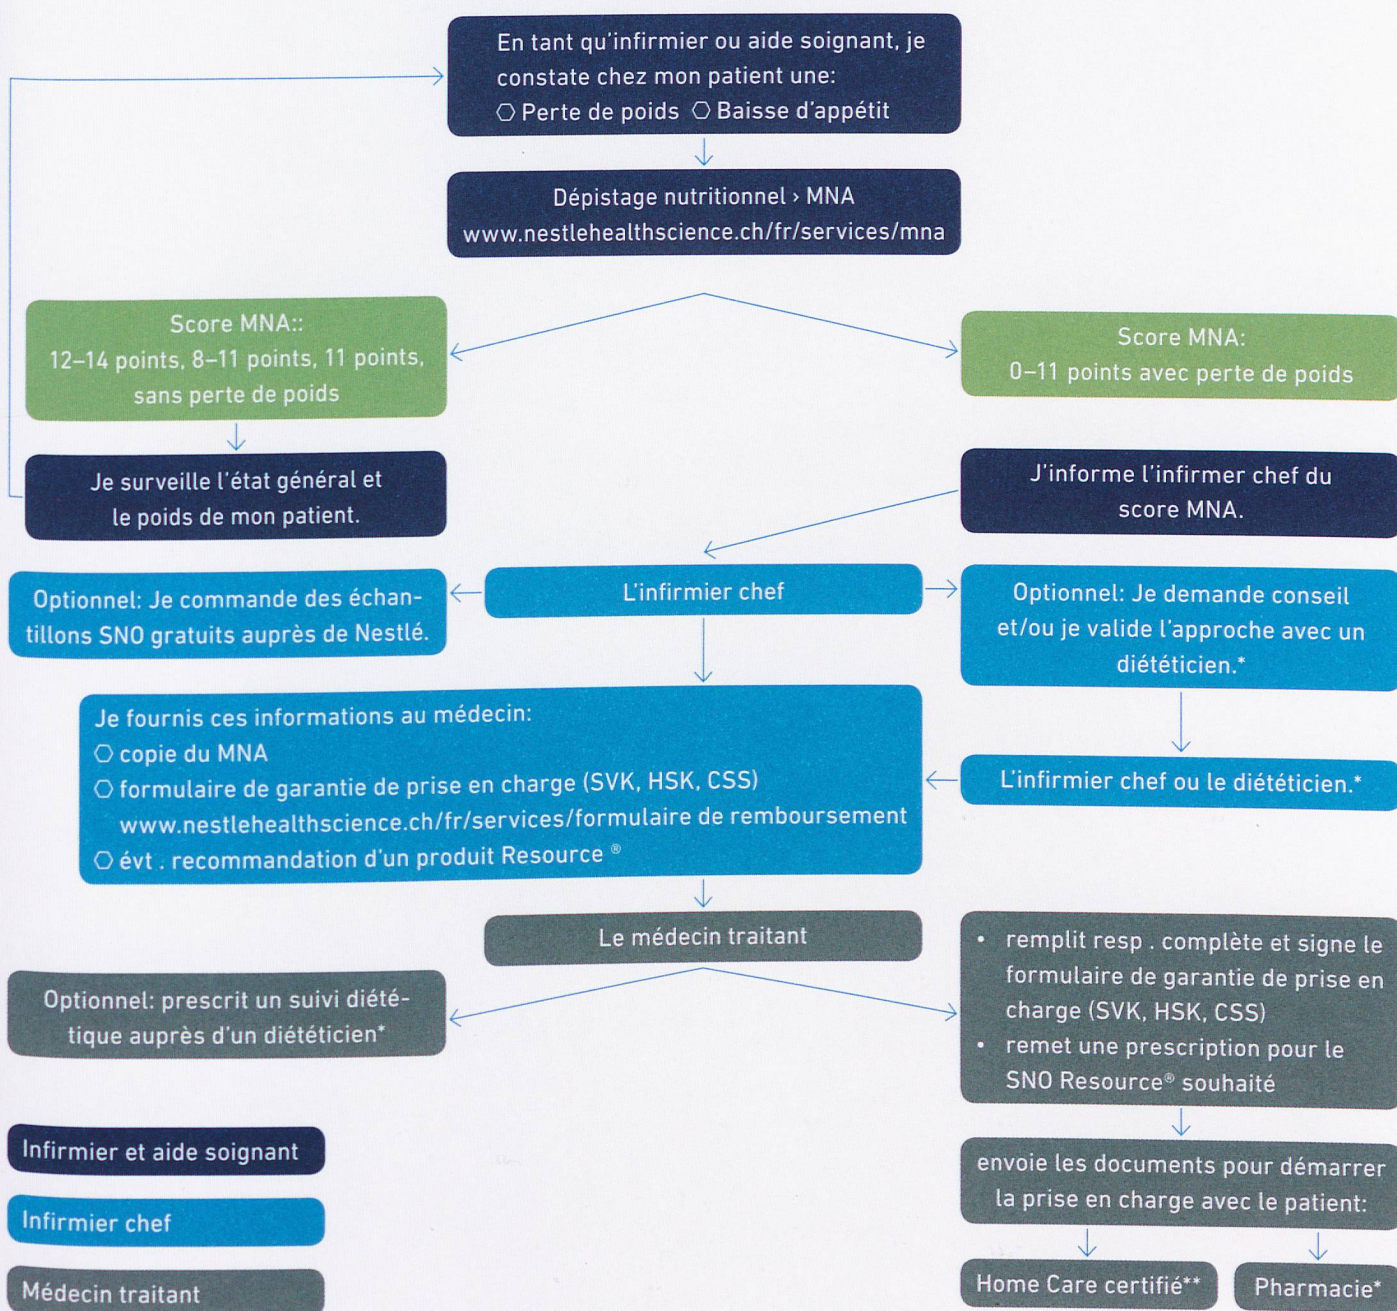 En tant qu'infirmier ou aide soignant, je
constate chez mon patient une:
Perte de poids Baisse d'appétit
Dépistage nutritionnel › MNA
www.nestlehealthscience.ch/fr/services/mna
Score MNA::
12–14 points, 8–11 points, 11 points,
sans perte de poids
Score MNA:
0–11 points avec perte de poids
Je surveille l'état général et
le poids de mon patient.
J'informe l'infirmer chef du
score MNA.
Optionnel: Je commande des échan-
tillons SNO gratuits auprès de Nestlé.
L'infirmier chef
Optionnel: Je demande conseil
et/ou je valide l'approche avec un
diététicien.*
Je fournis ces informations au médecin:
copie du MNA
formulaire de garantie de prise en charge (SVK, HSK, CSS)
www.nestlehealthscience.ch/fr/services/formulaire de remboursement
évt . recommandation d'un produit Resource ®
L'infirmier chef ou le diététicien.*
Le médecin traitant
Optionnel: prescrit un suivi diété-
tique auprès d'un diététicien*
• remplit resp . complète et signe le
formulaire de garantie de prise en
charge (SVK, HSK, CSS)
• remet une prescription pour le
SNO Resource® souhaité
envoie les documents pour démarrer
la prise en charge avec le patient:
Home Care certifié**
Pharmacie*
Infirmier et aide soignant
Infirmier chef
Médecin traitant